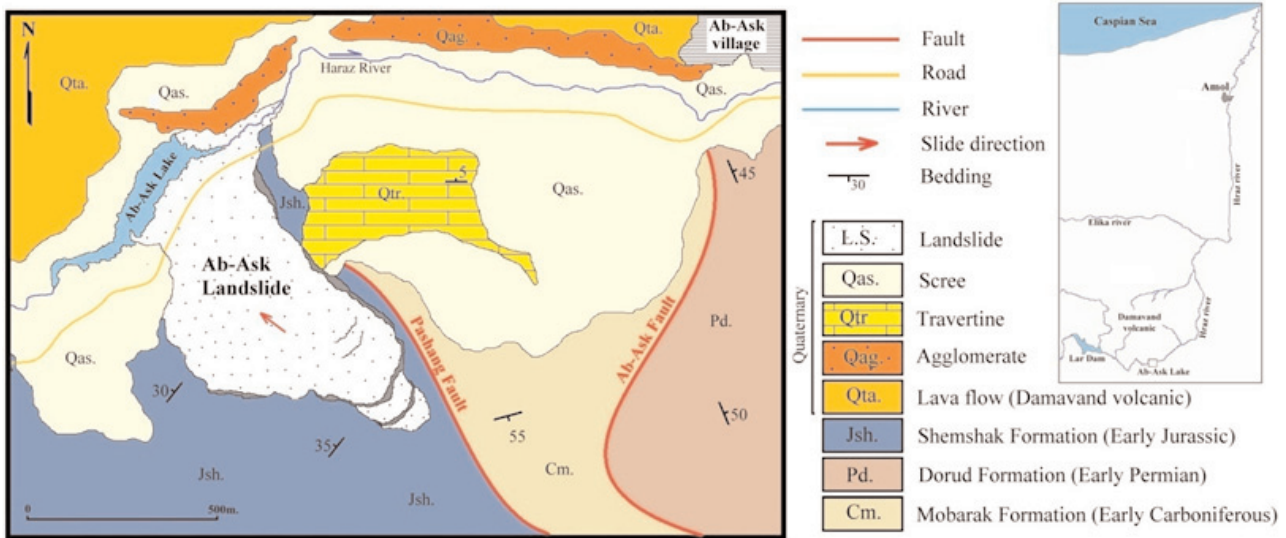 N
Qta.
Qas.
Qag.
Qta.
Ab-Ask
village
Haraz River
Qas.
Ab-Ask Lake
Jsh.
Qtr.
5
Qas.
45
Ab-Ask
Landslide
Pashang Fault
Ab-Ask Fault
Pd.
Qas.
30
35
55
50
Jsh.
Jsh.
Cm.
0
500m.
Fault
Road
River
Slide direction
30
Bedding
Quaternary
L.S.
Landslide
Qas.
Scree
Qtr
Travertine
Qag.
Agglomerate
Qta.
Lava flow (Damavand volcanic)
Jsh.
Shemshak Formation (Early Jurassic)
Pd.
Dorud Formation (Early Permian)
Cm.
Mobarak Formation (Early Carboniferous)
Caspian Sea
Amol
Hraz river
Elika river
Hraz river
Damavand
volcanic
Lar Dam
Ab-Ask Lake